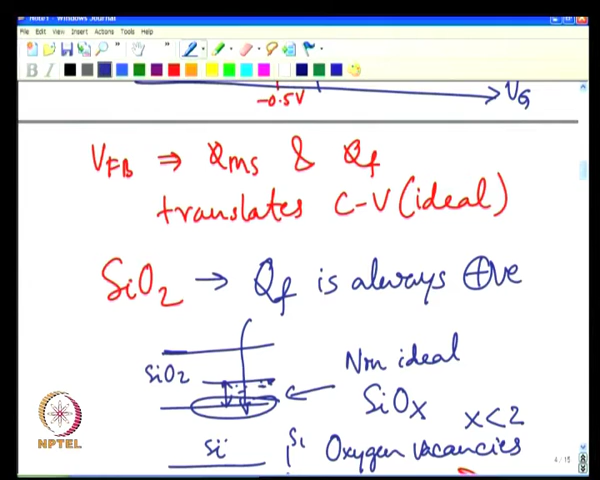 Note1 - Windows Journal
File Edit View Insert Actions Tools Help
B I
-0.5V
VG
VFB ⇒ Qms & Qf
translates C-V (ideal)
SiO2 → Qf is always ⊕ve
Non ideal
SiO2
SiOx x<2
Si
Si
Oxygen vacancies
NPTEL
4 / 15